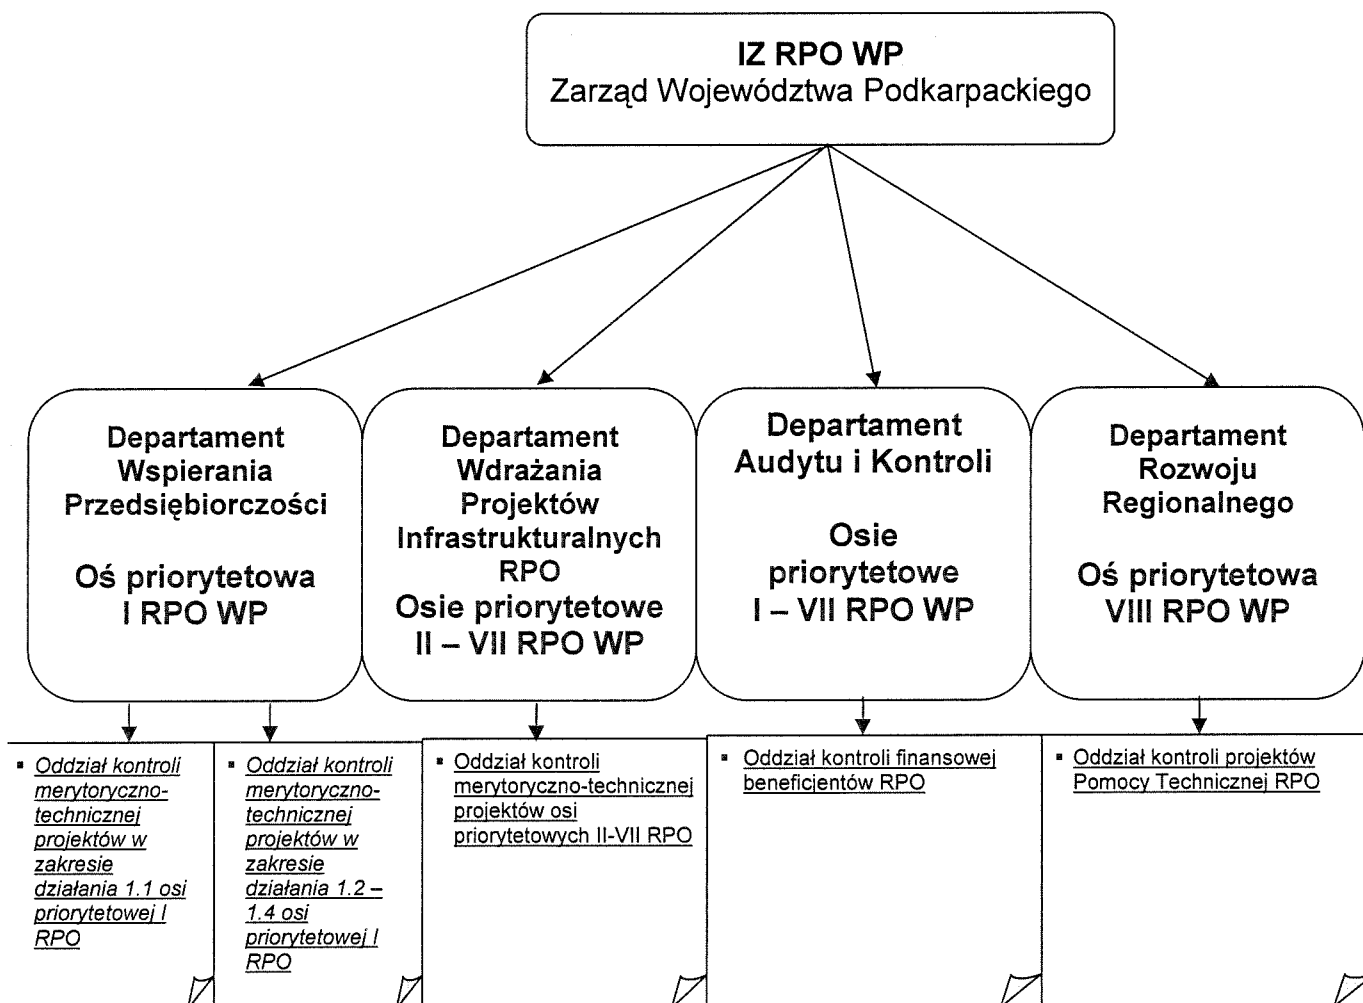 IZ RPO WP
Zarząd Województwa Podkarpackiego
Departament
Wspierania
Przedsiębiorczości
Oś priorytetowa
I RPO WP
Departament
Wdrażania
Projektów
Infrastrukturalnych
RPO
Osie priorytetowe
II – VII RPO WP
Departament
Audytu i Kontroli
Osie
priorytetowe
I – VII RPO WP
Departament
Rozwoju
Regionalnego
Oś priorytetowa
VIII RPO WP
▪ Oddział kontroli
merytoryczno-
technicznej
projektów w
zakresie
działania 1.1 osi
priorytetowej I
RPO
▪ Oddział kontroli
merytoryczno-
technicznej
projektów w
zakresie
działania 1.2 –
1.4 osi
priorytetowej I
RPO
▪ Oddział kontroli
merytoryczno-technicznej
projektów osi
priorytetowych II-VII RPO
▪ Oddział kontroli finansowej
beneficjentów RPO
▪ Oddział kontroli projektów
Pomocy Technicznej RPO